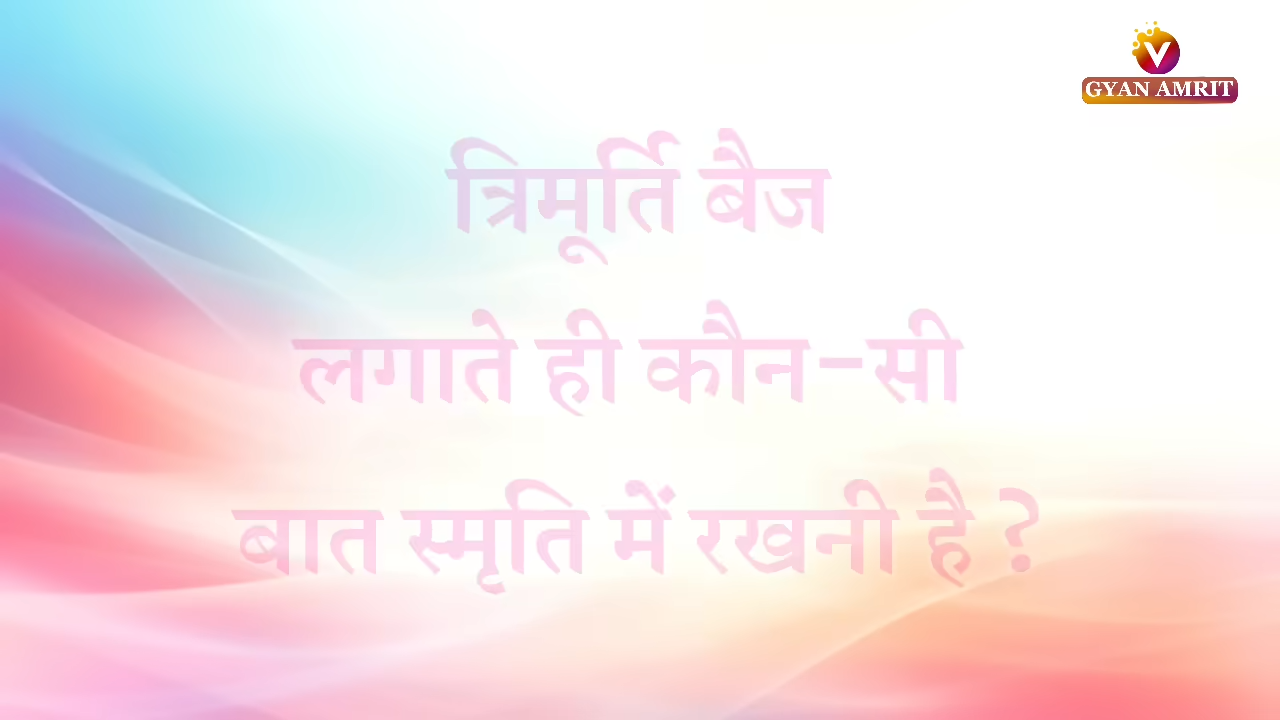 V
GYAN AMRIT
त्रिमूर्ति बैज
लगाते ही कौन-सी
बात स्मृति में रखनी है ?